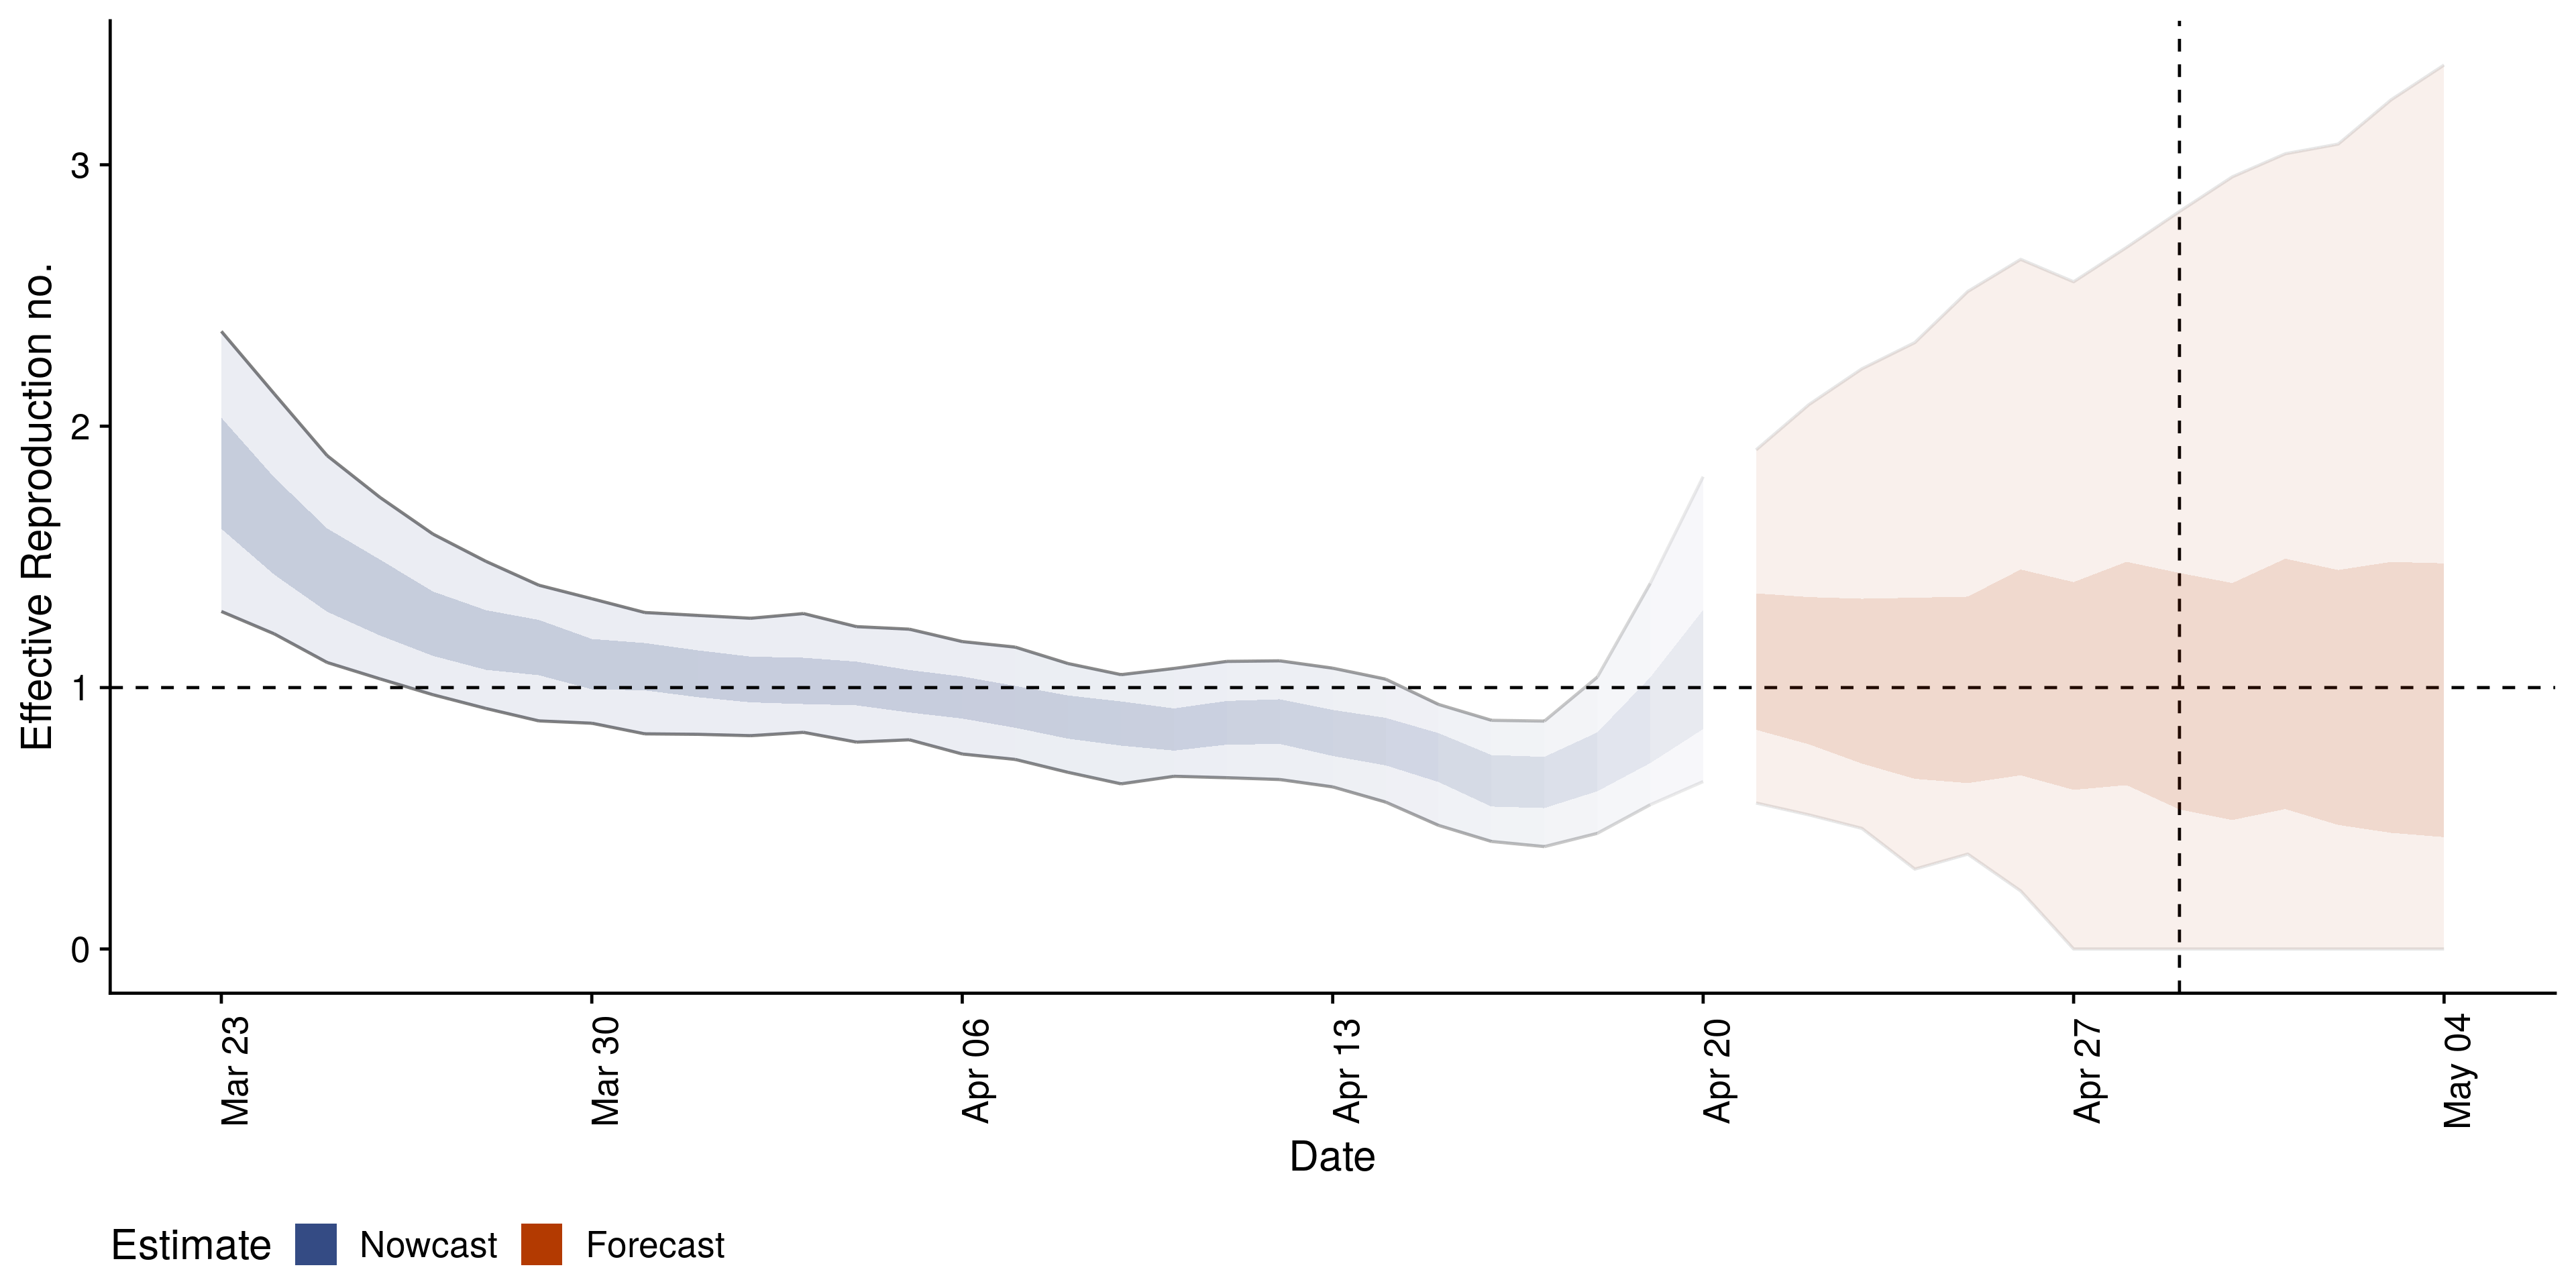 Effective Reproduction no.
3
2
1
0
Mar 23
Mar 30
Apr 06
Apr 13
Apr 20
Apr 27
May 04
Date
Estimate Nowcast Forecast